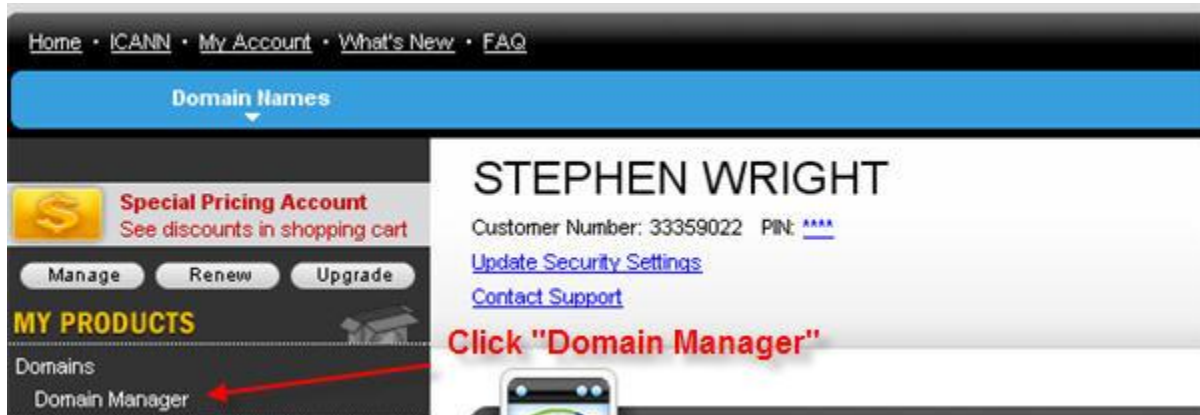 Home · ICANN · My Account · What's New · FAQ
Domain Names
Special Pricing Account
See discounts in shopping cart
Manage Renew Upgrade
MY PRODUCTS
Domains
Domain Manager
STEPHEN WRIGHT
Customer Number: 33359022 PIN: ****
Update Security Settings
Contact Support
Click "Domain Manager"